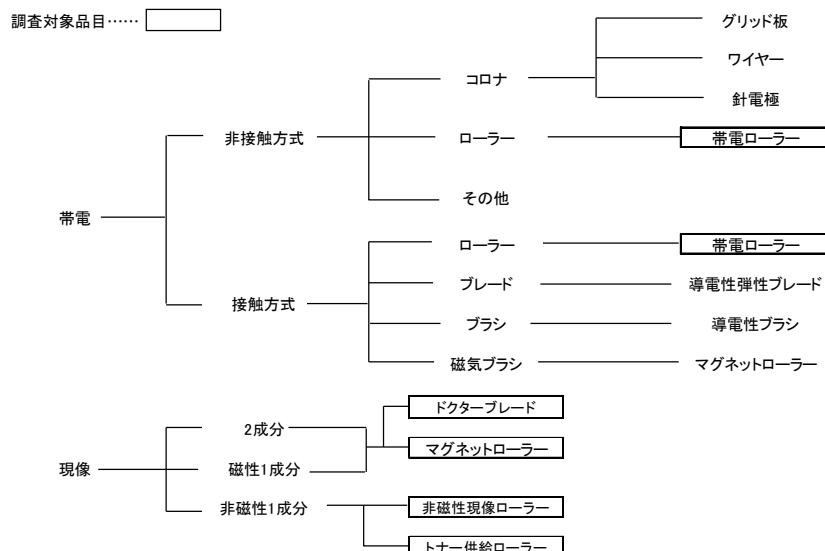 調査対象品目……
グリッド板
コロナ
ワイヤー
針電極
非接触方式
ローラー
帯電ローラー
その他
帯電
ローラー
帯電ローラー
ブレード
導電性弾性ブレード
接触方式
ブラシ
導電性ブラシ
磁気ブラシ
マグネットローラー
ドクターブレード
2成分
マグネットローラー
現像
磁性1成分
非磁性1成分
非磁性現像ローラー
トナー供給ローラー